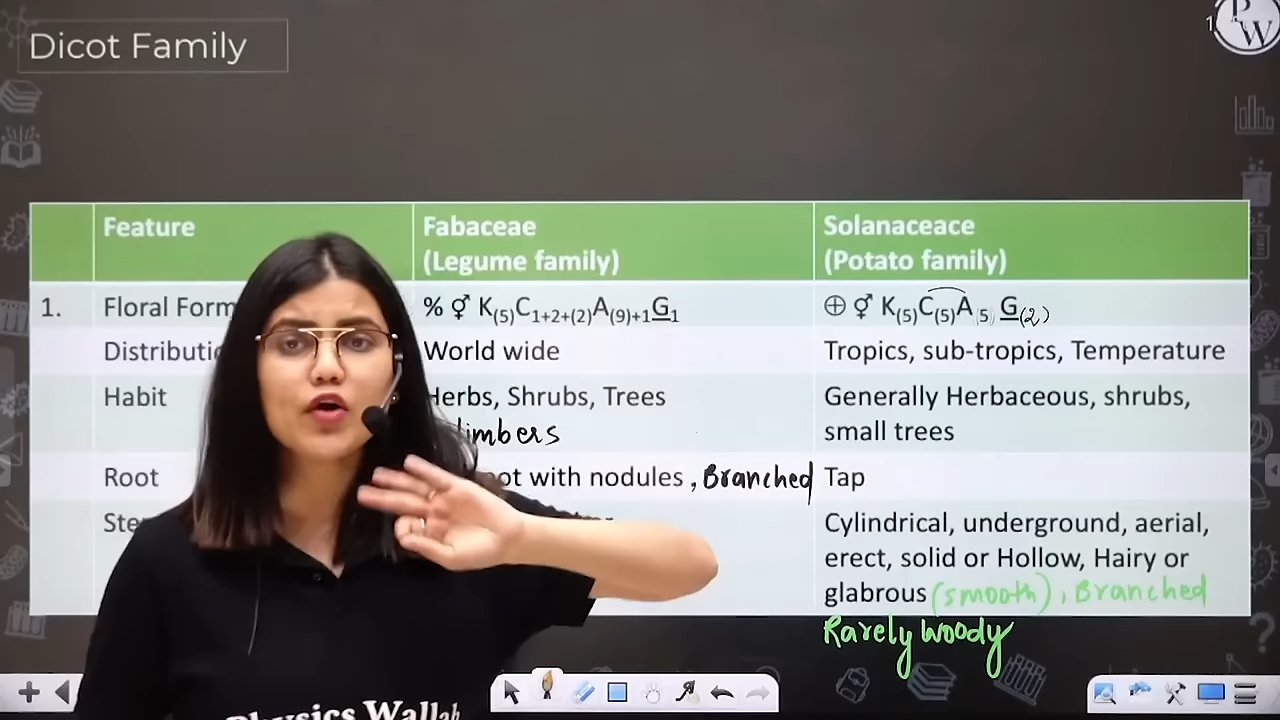 Dicot Family
1
P
W
Feature
Fabaceae
(Legume family)
Solanaceace
(Potato family)
1.
Floral Form
% ⚥ K(5)C1+2+(2)A(9)+1G1
⊕ ⚥ K(5)C(5)A(5) G(2)
Distributio
World wide
Tropics, sub-tropics, Temperature
Habit
Herbs, Shrubs, Trees
limbers
Generally Herbaceous, shrubs,
small trees
Root
oot with nodules , Branched
Tap
Ste
Cylindrical, underground, aerial,
erect, solid or Hollow, Hairy or
glabrous (smooth), Branched
Rarely Woody
Physics Wallah